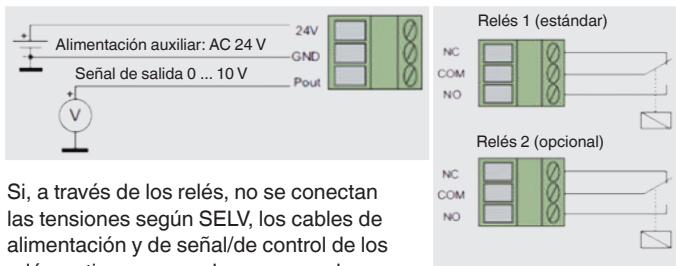 24V
Alimentación auxiliar: AC 24 V
GND
Señal de salida 0 ... 10 V
Pout
+
+
V
Relés 1 (estándar)
NC
COM
NO
Relés 2 (opcional)
NC
COM
NO
Si, a través de los relés, no se conectan
las tensiones según SELV, los cables de
alimentación y de señal/de control de los